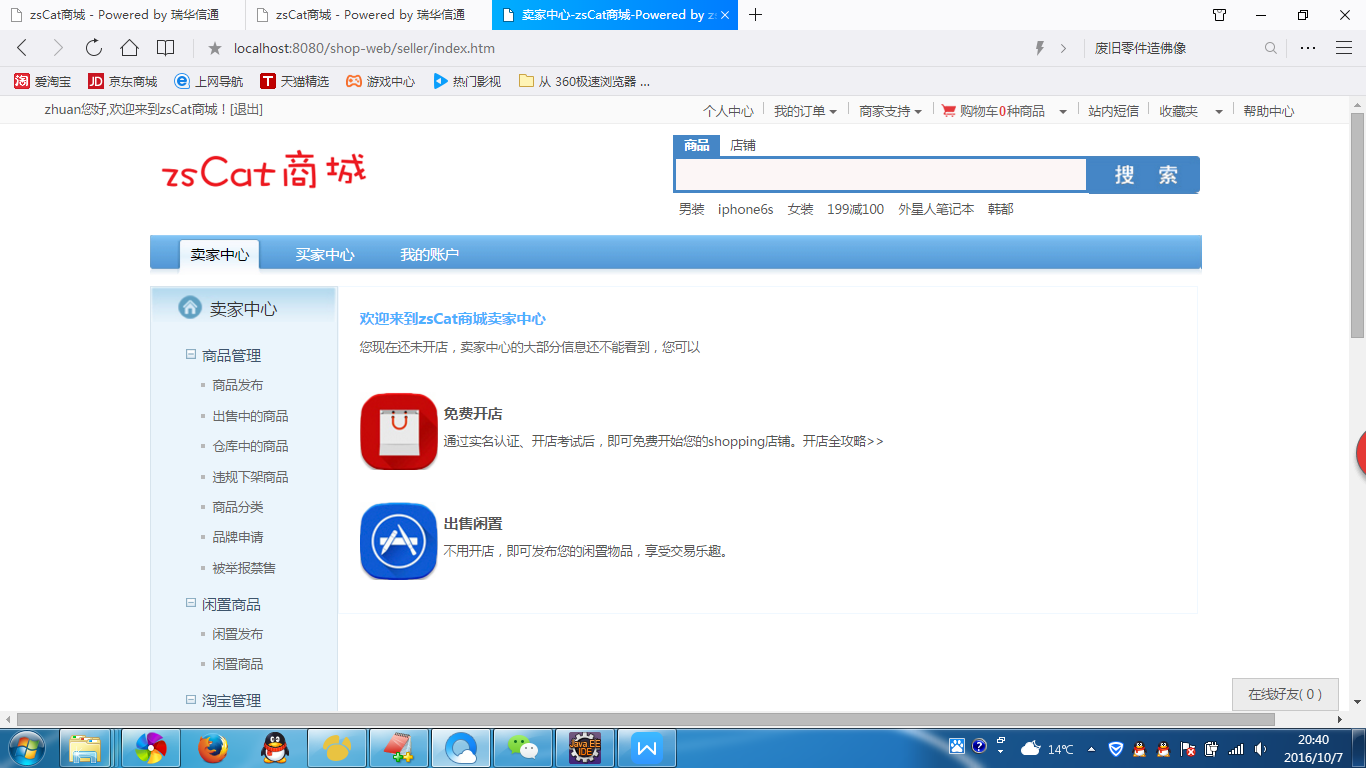 zsCat商城 - Powered by 瑞华信通
zsCat商城 - Powered by 瑞华信通
卖家中心-zsCat商城-Powered by zs
localhost:8080/shop-web/seller/index.htm
废旧零件造佛像
淘 爱淘宝
JD 京东商城
上网导航
T 天猫精选
游戏中心
热门影视
从 360极速浏览器 ...
zhuan您好,欢迎来到zsCat商城！[退出]
个人中心
我的订单
商家支持
购物车0种商品
站内短信
收藏夹
帮助中心
zsCat商城
商品
店铺
搜 索
男装 iphone6s 女装 199减100 外星人笔记本 韩都
卖家中心 买家中心 我的账户
卖家中心
商品管理
商品发布
出售中的商品
仓库中的商品
违规下架商品
商品分类
品牌申请
被举报禁售
闲置商品
闲置发布
闲置商品
淘宝管理
欢迎来到zsCat商城卖家中心
您现在还未开店，卖家中心的大部分信息还不能看到，您可以
免费开店
通过实名认证、开店考试后，即可免费开始您的shopping店铺。开店全攻略>>
出售闲置
不用开店，即可发布您的闲置物品，享受交易乐趣。
在线好友( 0 )
Java EE
IDE
W
14℃
20:40
2016/10/7